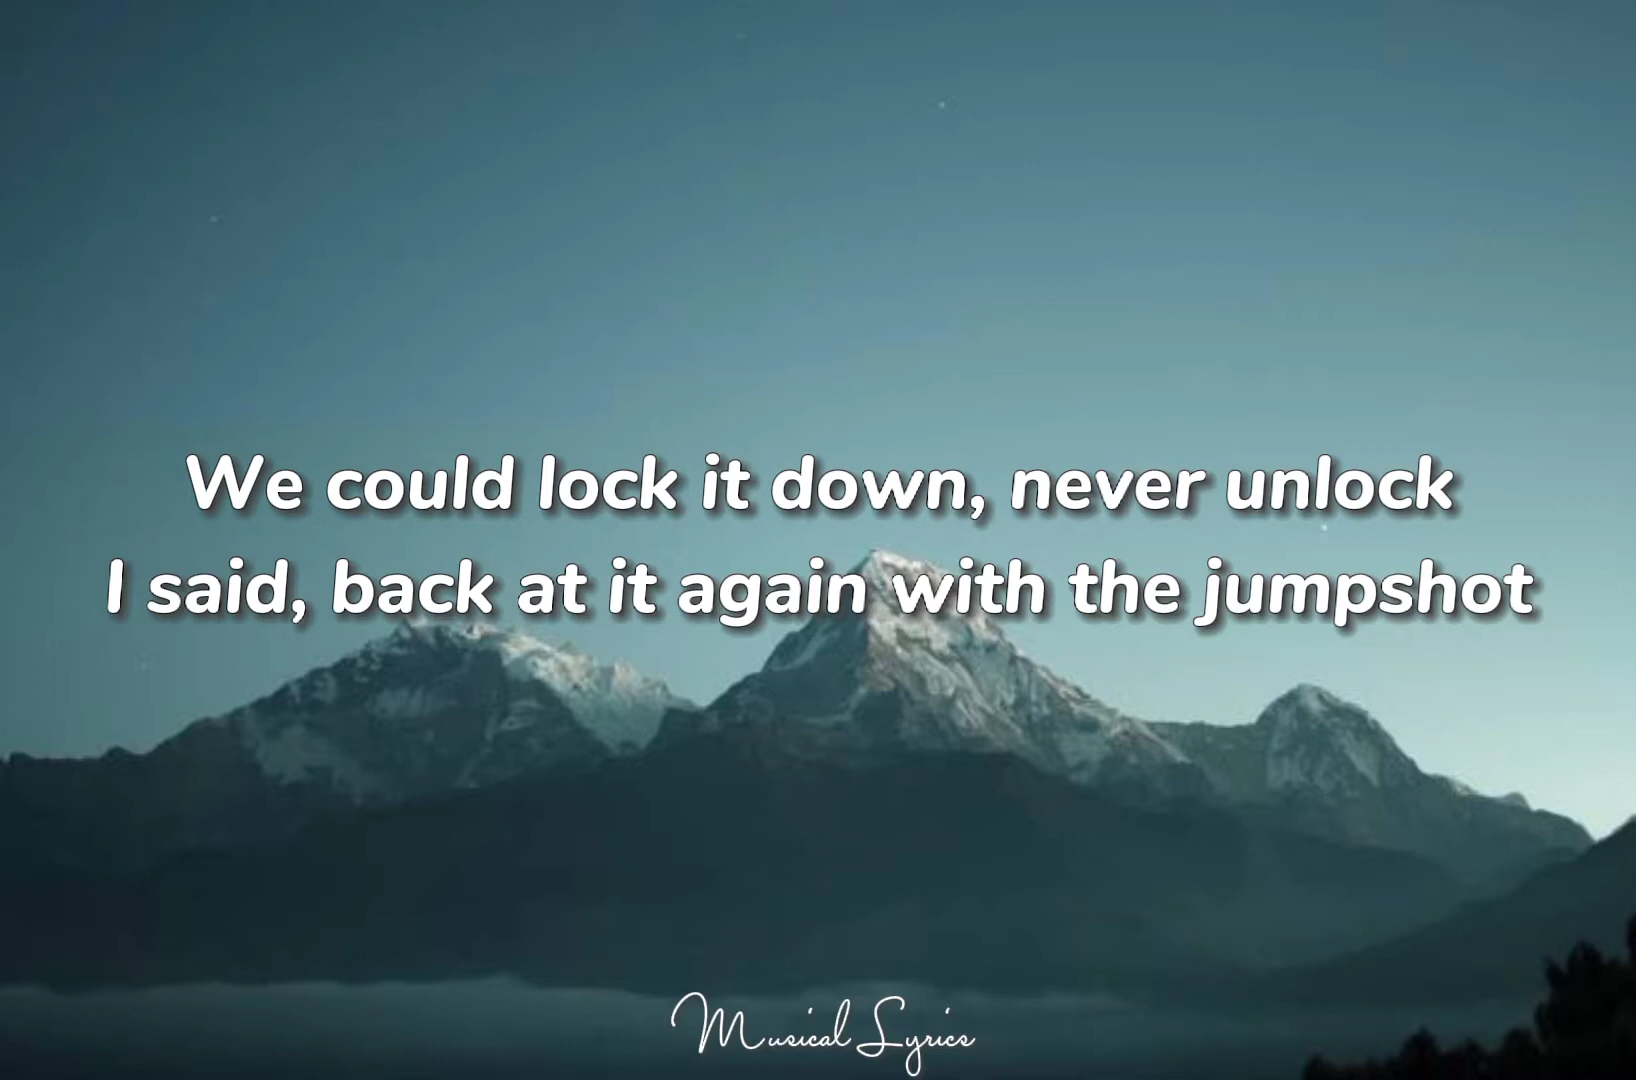 We could lock it down, never unlock
I said, back at it again with the jumpshot
Musical Lyrics